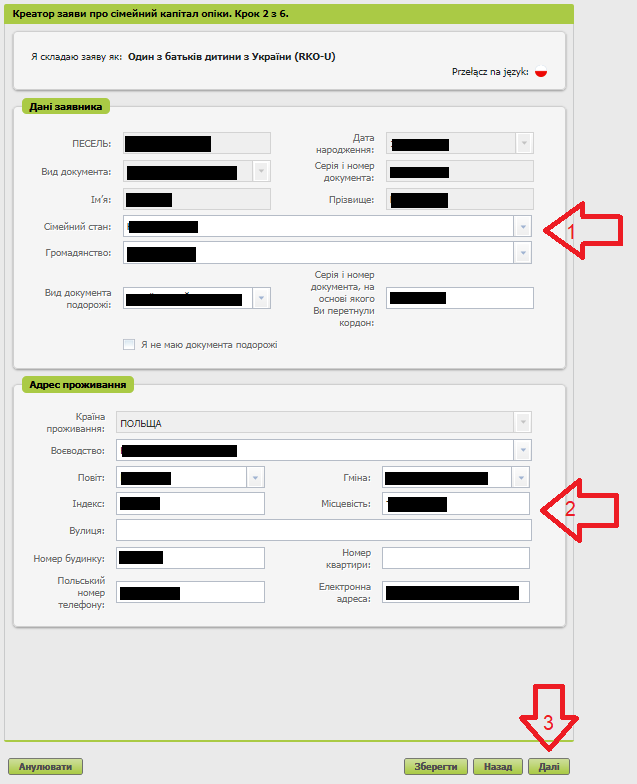 Креатор заяви про сімейний капітал опіки. Крок 2 з 6.
Я складаю заяву як: Один з батьків дитини з України (RKO-U)
Przełącz na język:
Дані заявника
ПЕСЕЛЬ:
Дата народження:
Вид документа:
Серія і номер документа:
Ім'я:
Прізвище:
Сімейний стан:
1
Громадянство:
Вид документа подорожі:
Серія і номер документа, на основі якого Ви перетнули кордон:
Я не маю документа подорожі
Адрес проживання
Країна проживання:
ПОЛЬЩА
Воєводство:
Повіт:
Гміна:
Індекс:
Місцевість:
2
Вулиця:
Номер будинку:
Номер квартири:
Польський номер телефону:
Електронна адреса:
3
Анулювати
Зберегти
Назад
Далі